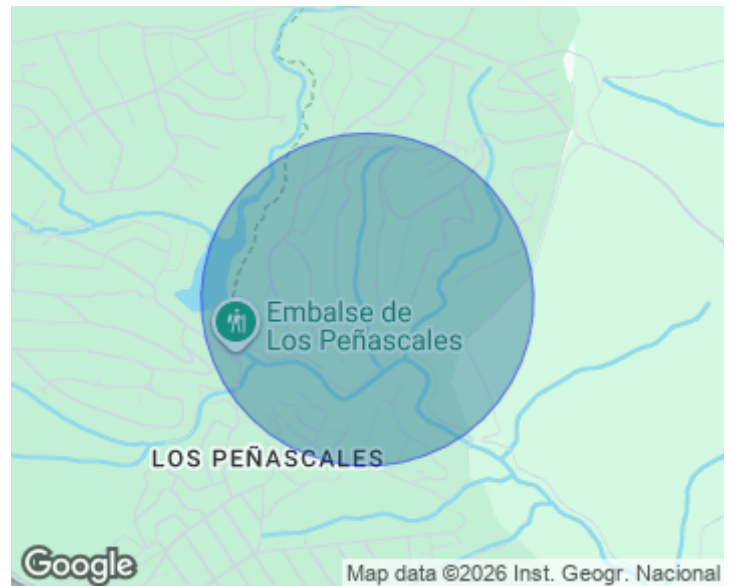 Embalse de
Los Peñascales
LOS PEÑASCALES
Google
Map data ©2026 Inst. Geogr. Nacional